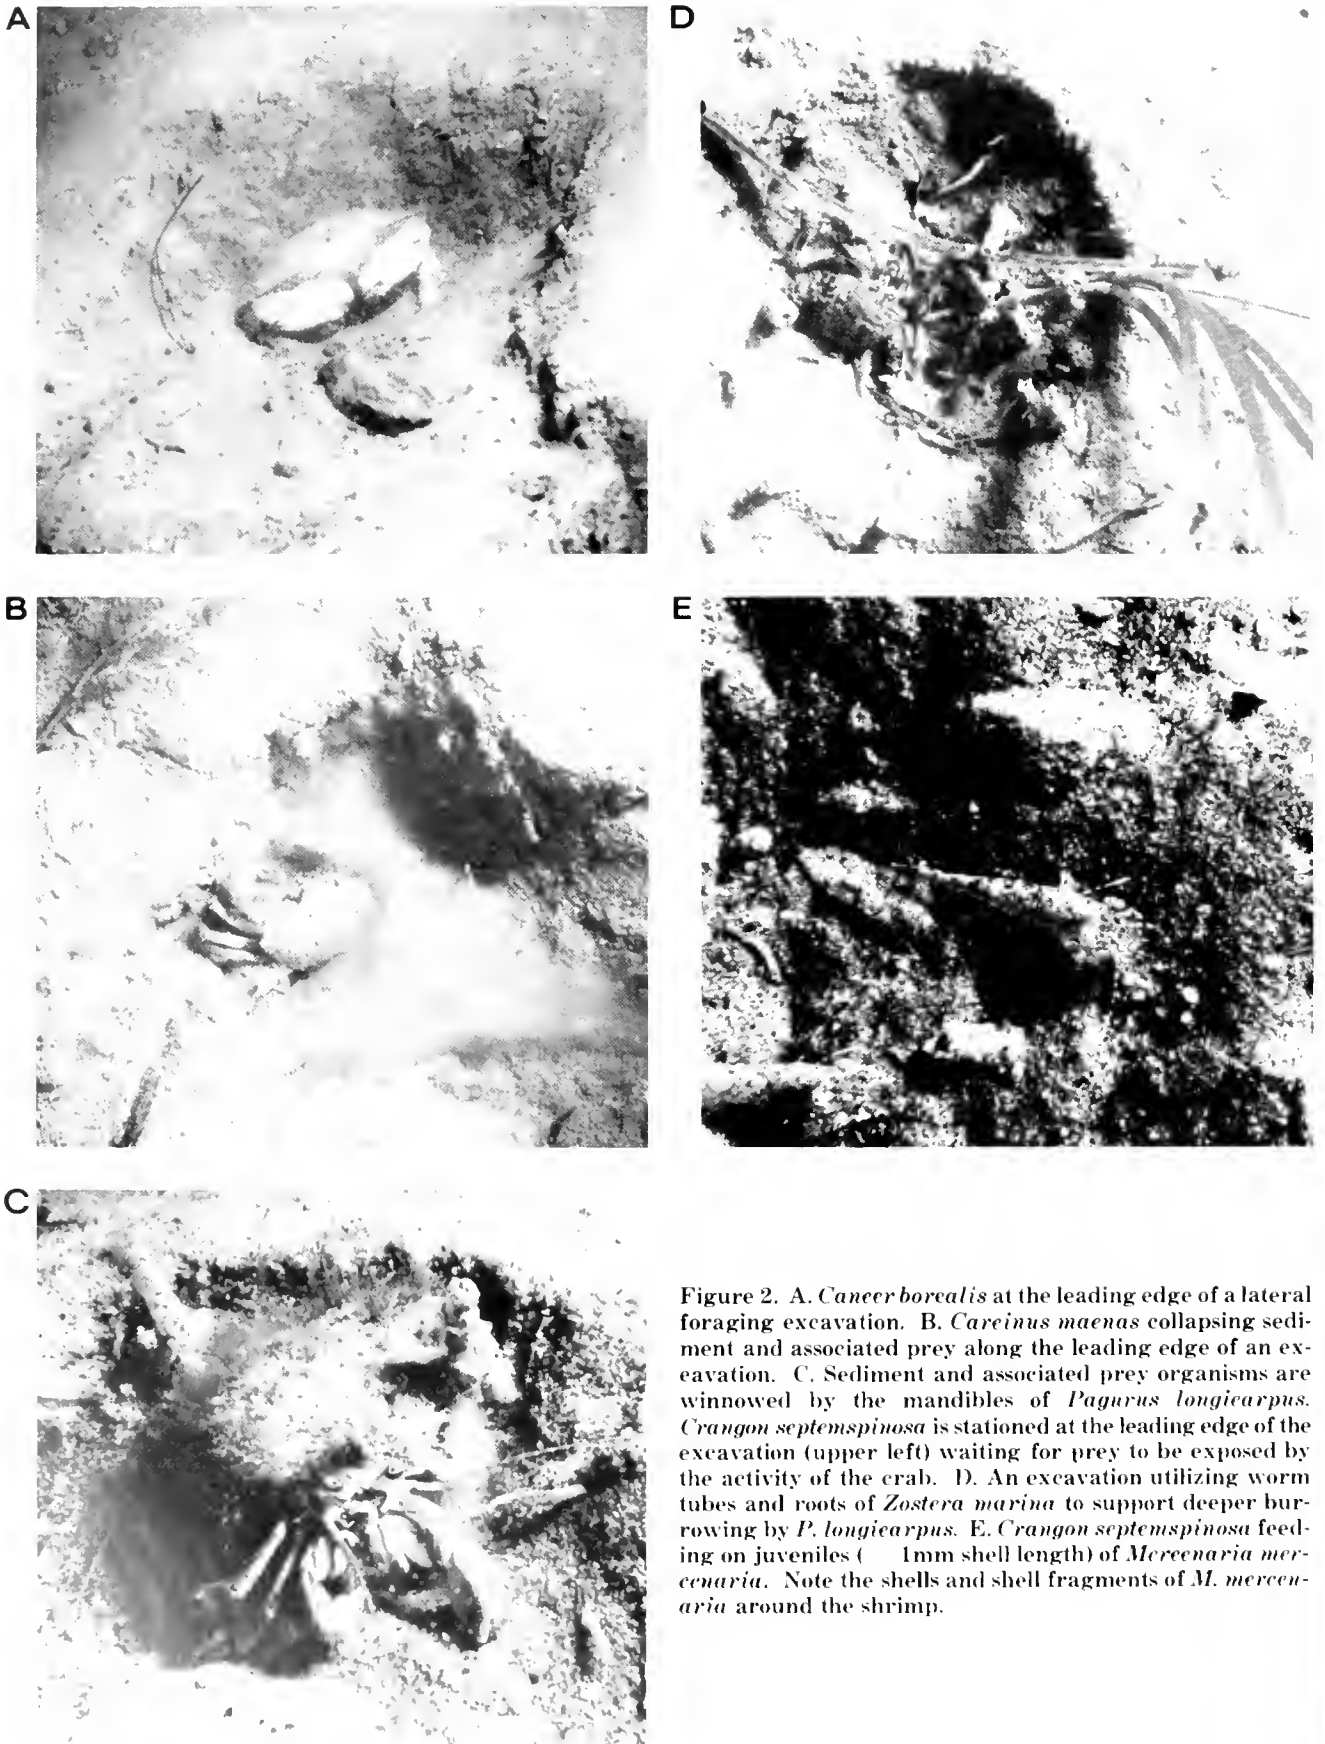 A
D
B
E
C
Figure 2. A. Cancer borealis at the leading edge of a lateral
foraging excavation. B. Carcinus maenas collapsing sedi-
ment and associated prey along the leading edge of an ex-
cavation. C. Sediment and associated prey organisms are
winnowed by the mandibles of Pagurus longicarpus.
Crangon septemspinosa is stationed at the leading edge of the
excavation (upper left) waiting for prey to be exposed by
the activity of the crab. D. An excavation utilizing worm
tubes and roots of Zostera marina to support deeper bur-
rowing by P. longicarpus. E. Crangon septemspinosa feed-
ing on juveniles ( 1mm shell length) of Mercenaria mer-
cenaria. Note the shells and shell fragments of M. mercen-
aria around the shrimp.